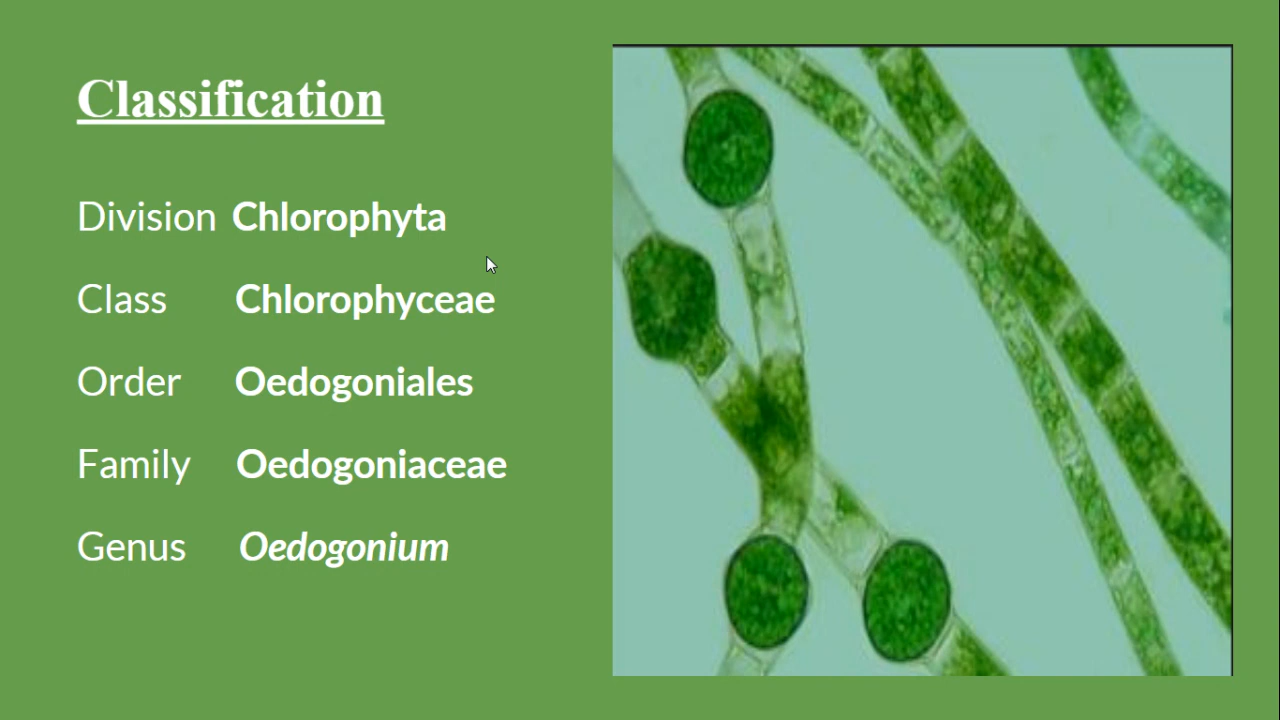 Classification
Division Chlorophyta
Class Chlorophyceae
Order Oedogoniales
Family Oedogoniaceae
Genus Oedogonium